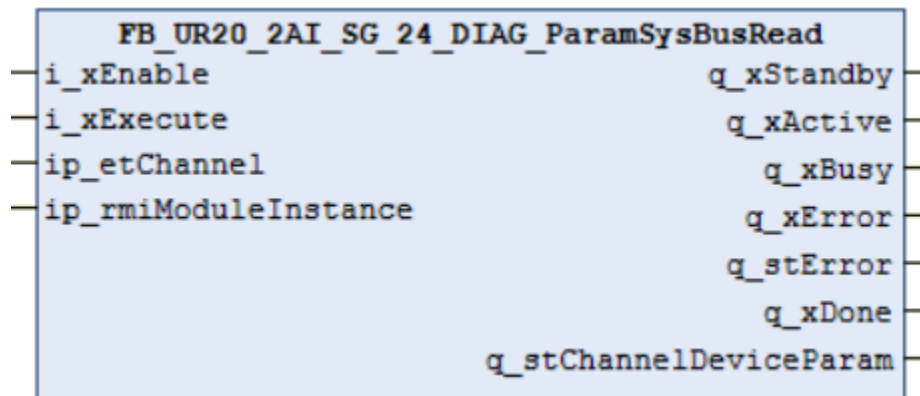 FB_UR20_2AI_SG_24_DIAG_ParamSysBusRead
i_xEnable q_xStandby
i_xExecute q_xActive
ip_etChannel q_xBusy
ip_rmiModuleInstance q_xError
q_stError
q_xDone
q_stChannelDeviceParam